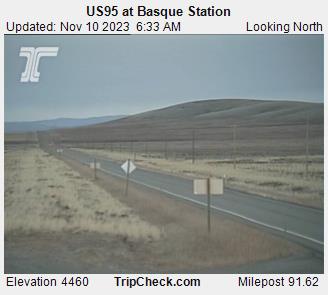 US95 at Basque Station
Updated: Nov 10 2023 6:33 AM Looking North
Elevation 4460 TripCheck.com Milepost 91.62